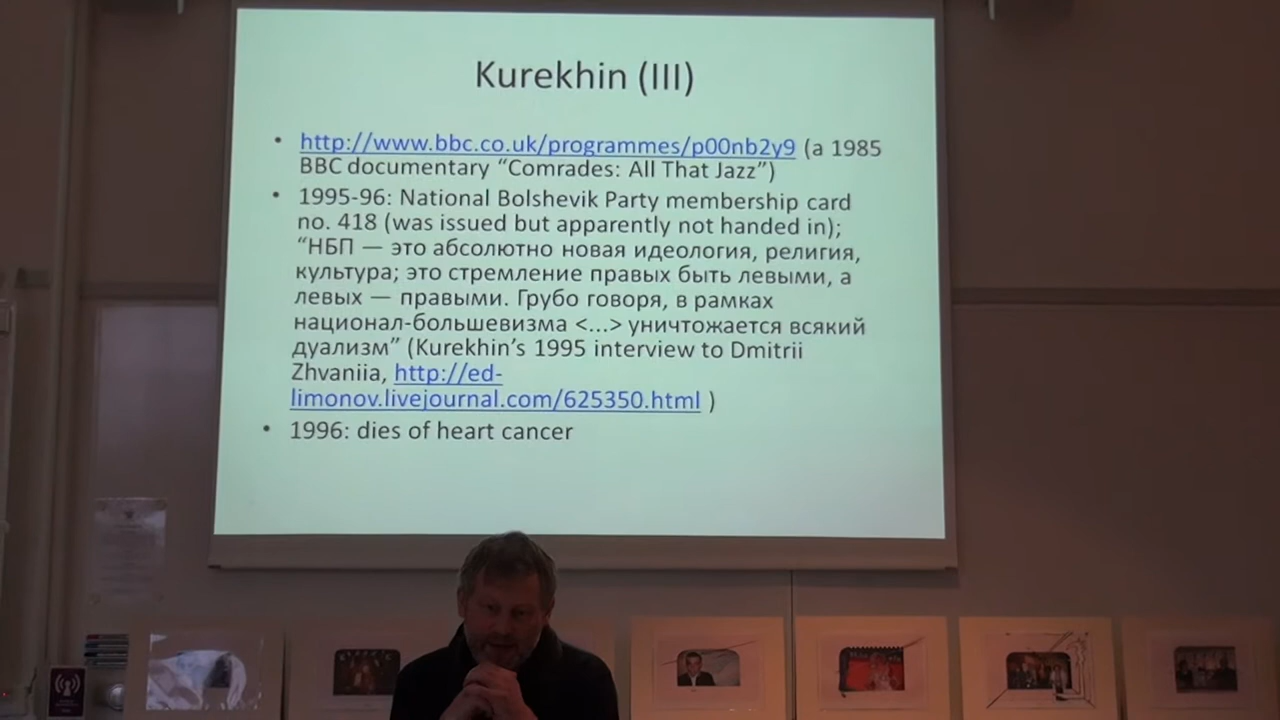 Kurekhin (III)
• http://www.bbc.co.uk/programmes/p00nb2y9 (a 1985
BBC documentary “Comrades: All That Jazz”)
• 1995-96: National Bolshevik Party membership card
no. 418 (was issued but apparently not handed in);
“НБП — это абсолютно новая идеология, религия,
культура; это стремление правых быть левыми, а
левых — правыми. Грубо говоря, в рамках
национал-большевизма <...> уничтожается всякий
дуализм” (Kurekhin’s 1995 interview to Dmitrii
Zhvaniia, http://ed-
limonov.livejournal.com/625350.html )
• 1996: dies of heart cancer